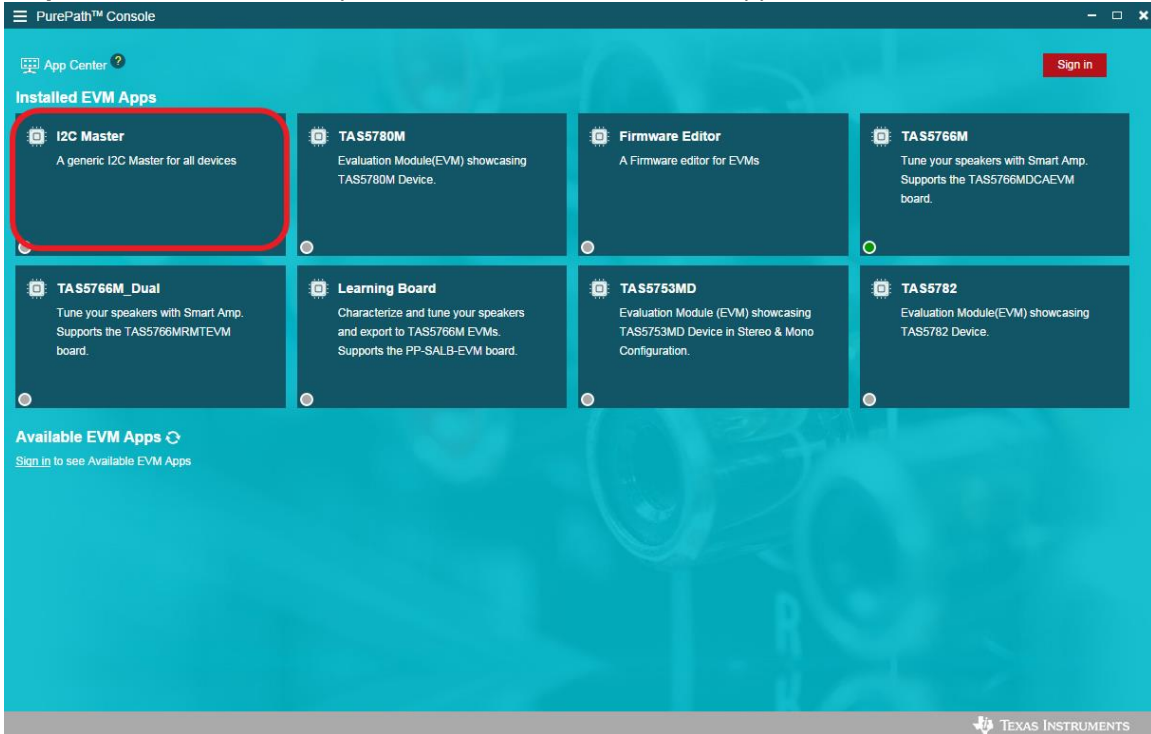 PurePath™ Console
App Center ?
Sign in
Installed EVM Apps
I2C Master
A generic I2C Master for all devices
TAS5780M
Evaluation Module(EVM) showcasing
TAS5780M Device.
Firmware Editor
A Firmware editor for EVMs
TAS5766M
Tune your speakers with Smart Amp.
Supports the TAS5766MDCAEVM
board.
TAS5766M_Dual
Tune your speakers with Smart Amp.
Supports the TAS5766MRMTEVM
board.
Learning Board
Characterize and tune your speakers
and export to TAS5766M EVMs.
Supports the PP-SALB-EVM board.
TAS5753MD
Evaluation Module (EVM) showcasing
TAS5753MD Device in Stereo & Mono
Configuration.
TAS5782
Evaluation Module(EVM) showcasing
TAS5782 Device.
Available EVM Apps
Sign in to see Available EVM Apps
TEXAS INSTRUMENTS